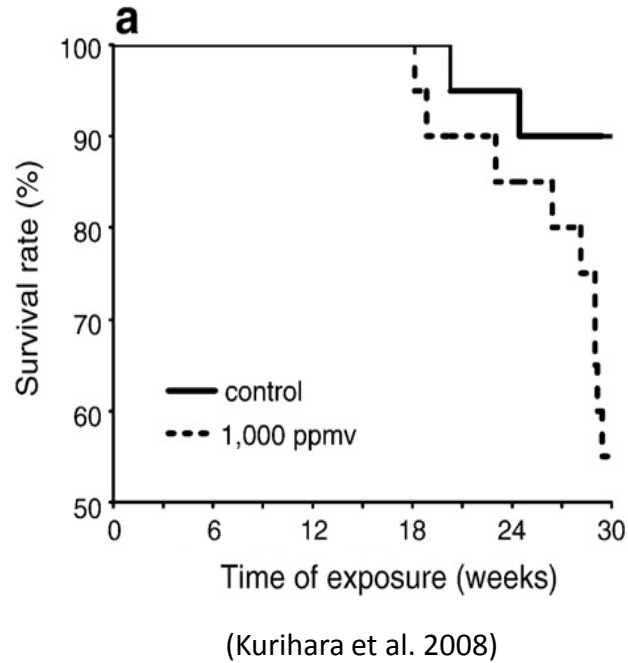 a
100
90
80
70
60
50
Survival rate (%)
control
1,000 ppmv
0 6 12 18 24 30
Time of exposure (weeks)
(Kurihara et al. 2008)